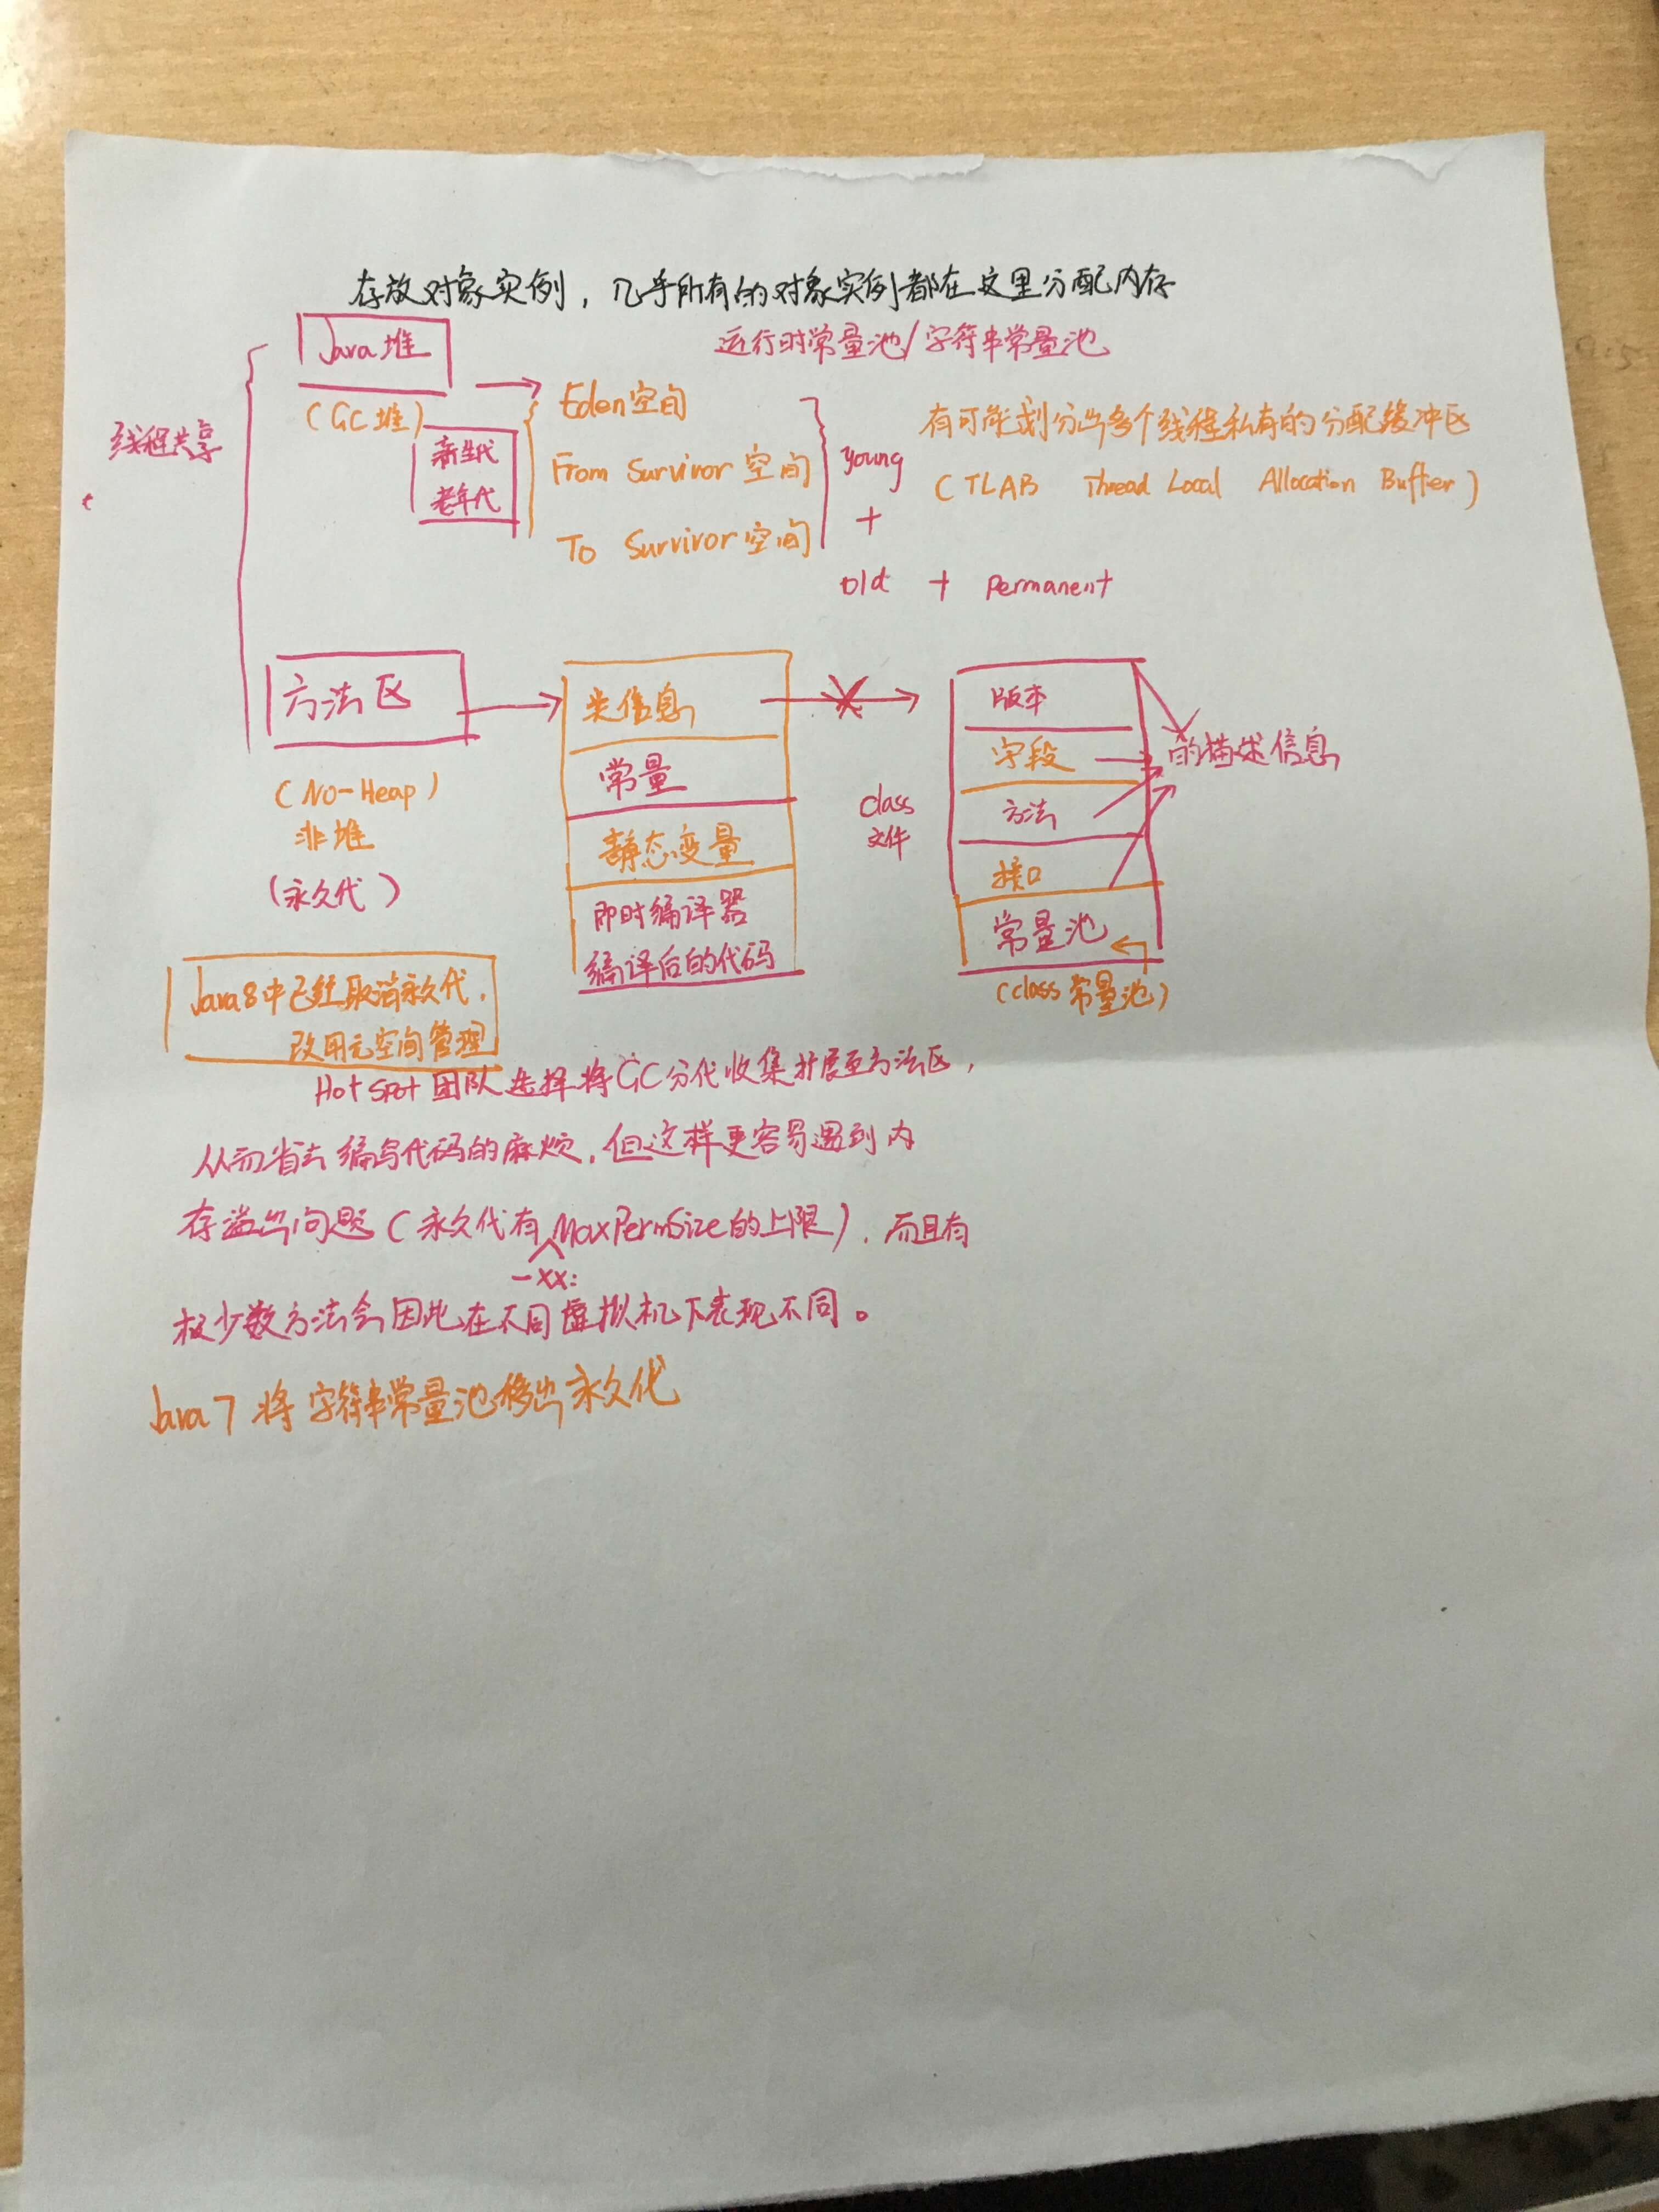 存放对象实例，几乎所有的对象实例都在这里分配内存
Java堆
运行时常量池/字符串常量池
(GC堆)
线程共享
新生代
老年代
Eden空间
From Survivor空间
To Survivor空间
young
+
old + Permanent
有可能划分出多个线程私有的分配缓冲区
(TLAB Thread Local Allocation Buffer)
方法区
(No-Heap)
非堆
(永久代)
类信息
常量
静态变量
即时编译器
编译后的代码
class
文件
版本
字段
方法
接口
常量池
(class常量池)
的描述信息
Java8中已经取消永久代，
改用元空间管理
HotSpot团队选择将GC分代收集扩展至方法区，
从而省去编写代码的麻烦，但这样更容易遇到内
存溢出问题(永久代有MaxPermSize的上限)，而且有
-XX:
极少数方法会因此在不同虚拟机下表现不同。
Java7将字符串常量池移出永久代